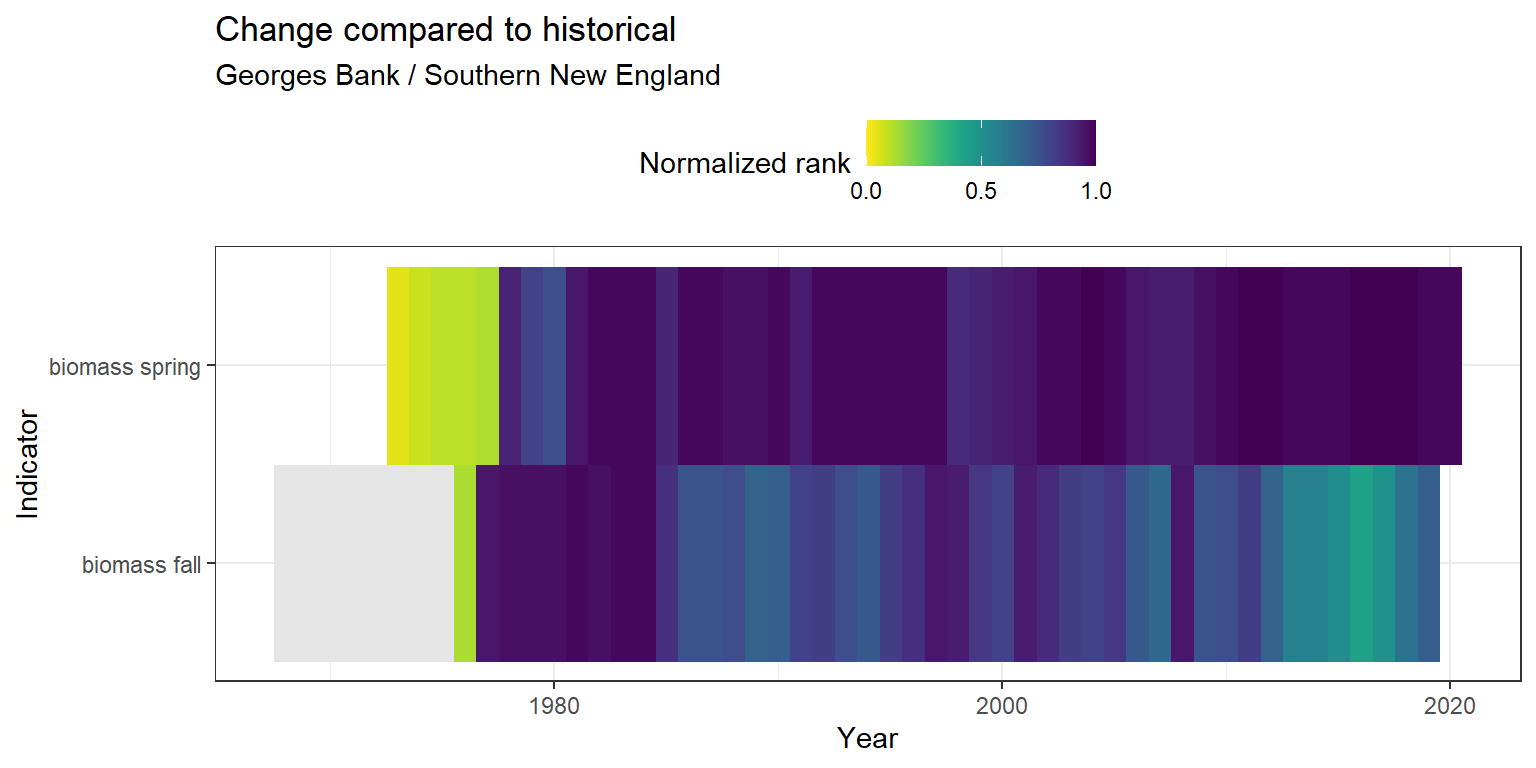 Change compared to historical
Georges Bank / Southern New England
Normalized rank
0.0 0.5 1.0
Indicator
biomass spring
biomass fall
1980 2000 2020
Year